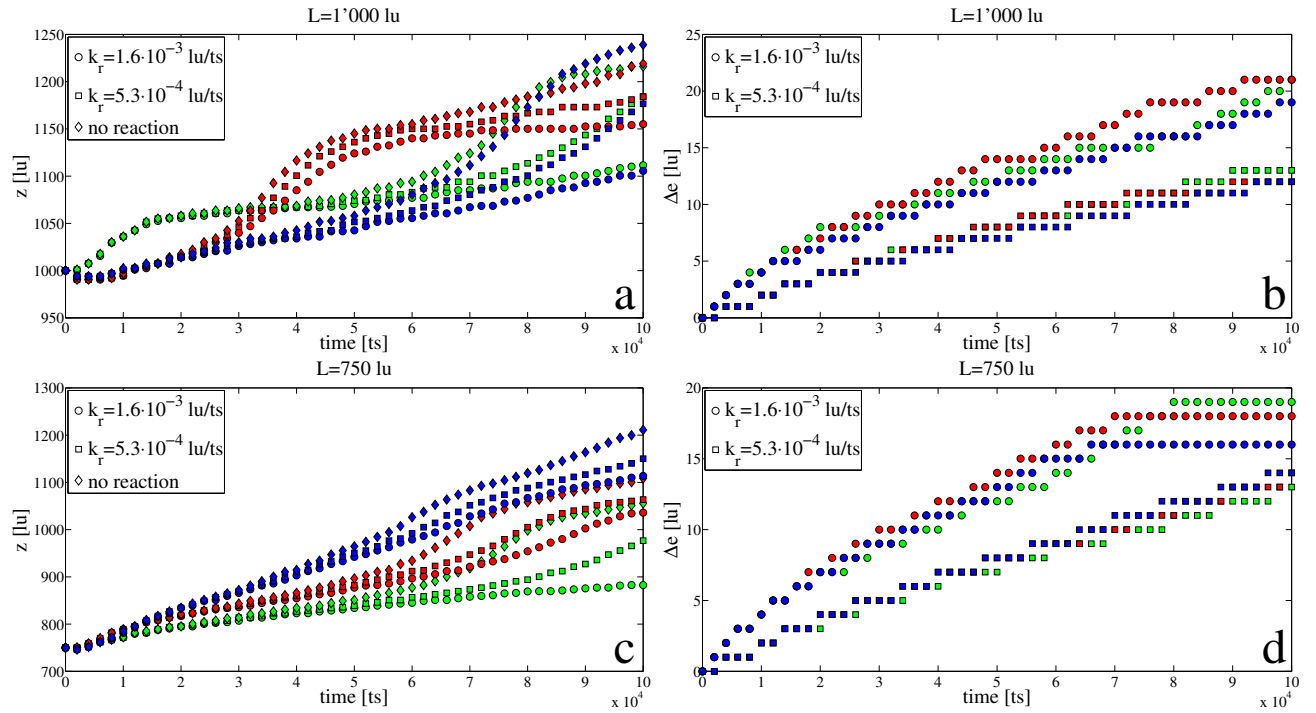 L=1'000 lu
z [lu]
1250
1200
1150
1100
1050
1000
950
k_r=1.6·10^-3 lu/ts
k_r=5.3·10^-4 lu/ts
no reaction
a
0 1 2 3 4 5 6 7 8 9 10
time [ts]
x 10^4
L=1'000 lu
Δe [lu]
25
20
15
10
5
0
k_r=1.6·10^-3 lu/ts
k_r=5.3·10^-4 lu/ts
b
0 1 2 3 4 5 6 7 8 9 10
time [ts]
x 10^4
L=750 lu
z [lu]
1300
1200
1100
1000
900
800
700
k_r=1.6·10^-3 lu/ts
k_r=5.3·10^-4 lu/ts
no reaction
c
0 1 2 3 4 5 6 7 8 9 10
time [ts]
x 10^4
L=750 lu
Δe [lu]
20
15
10
5
0
k_r=1.6·10^-3 lu/ts
k_r=5.3·10^-4 lu/ts
d
0 1 2 3 4 5 6 7 8 9 10
time [ts]
x 10^4